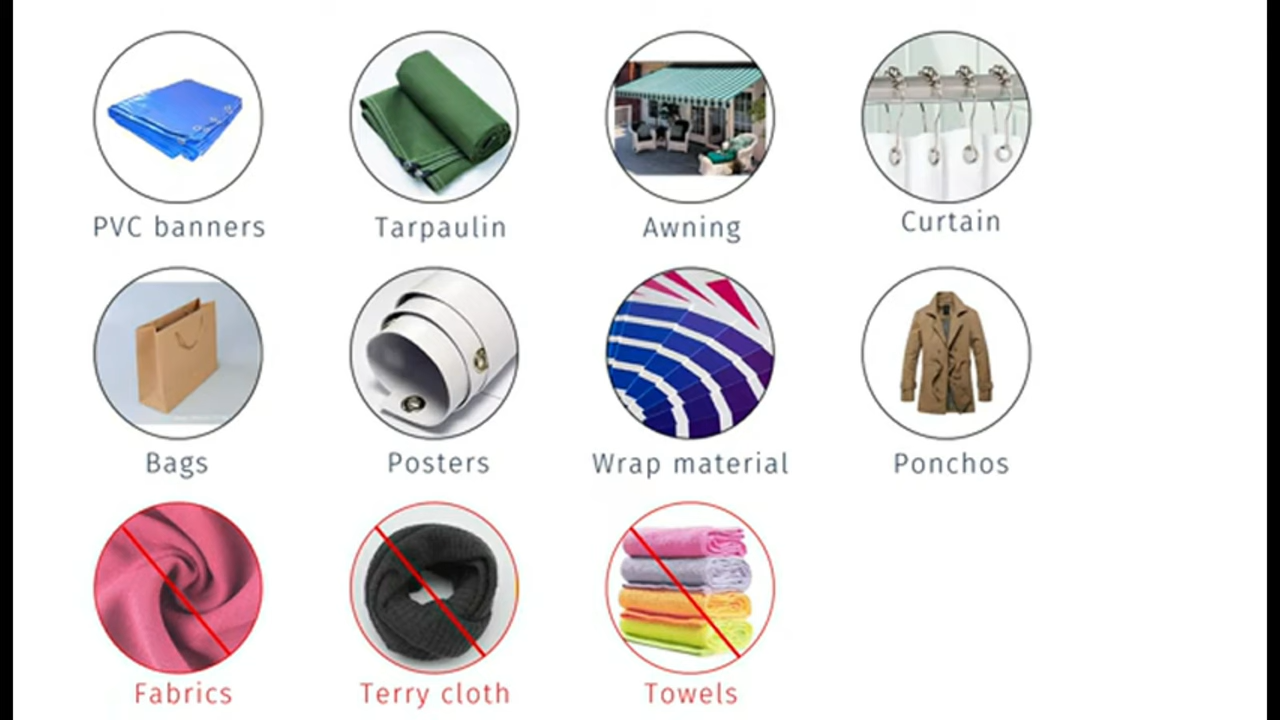 PVC banners
Tarpaulin
Awning
Curtain
Bags
Posters
Wrap material
Ponchos
Fabrics
Terry cloth
Towels